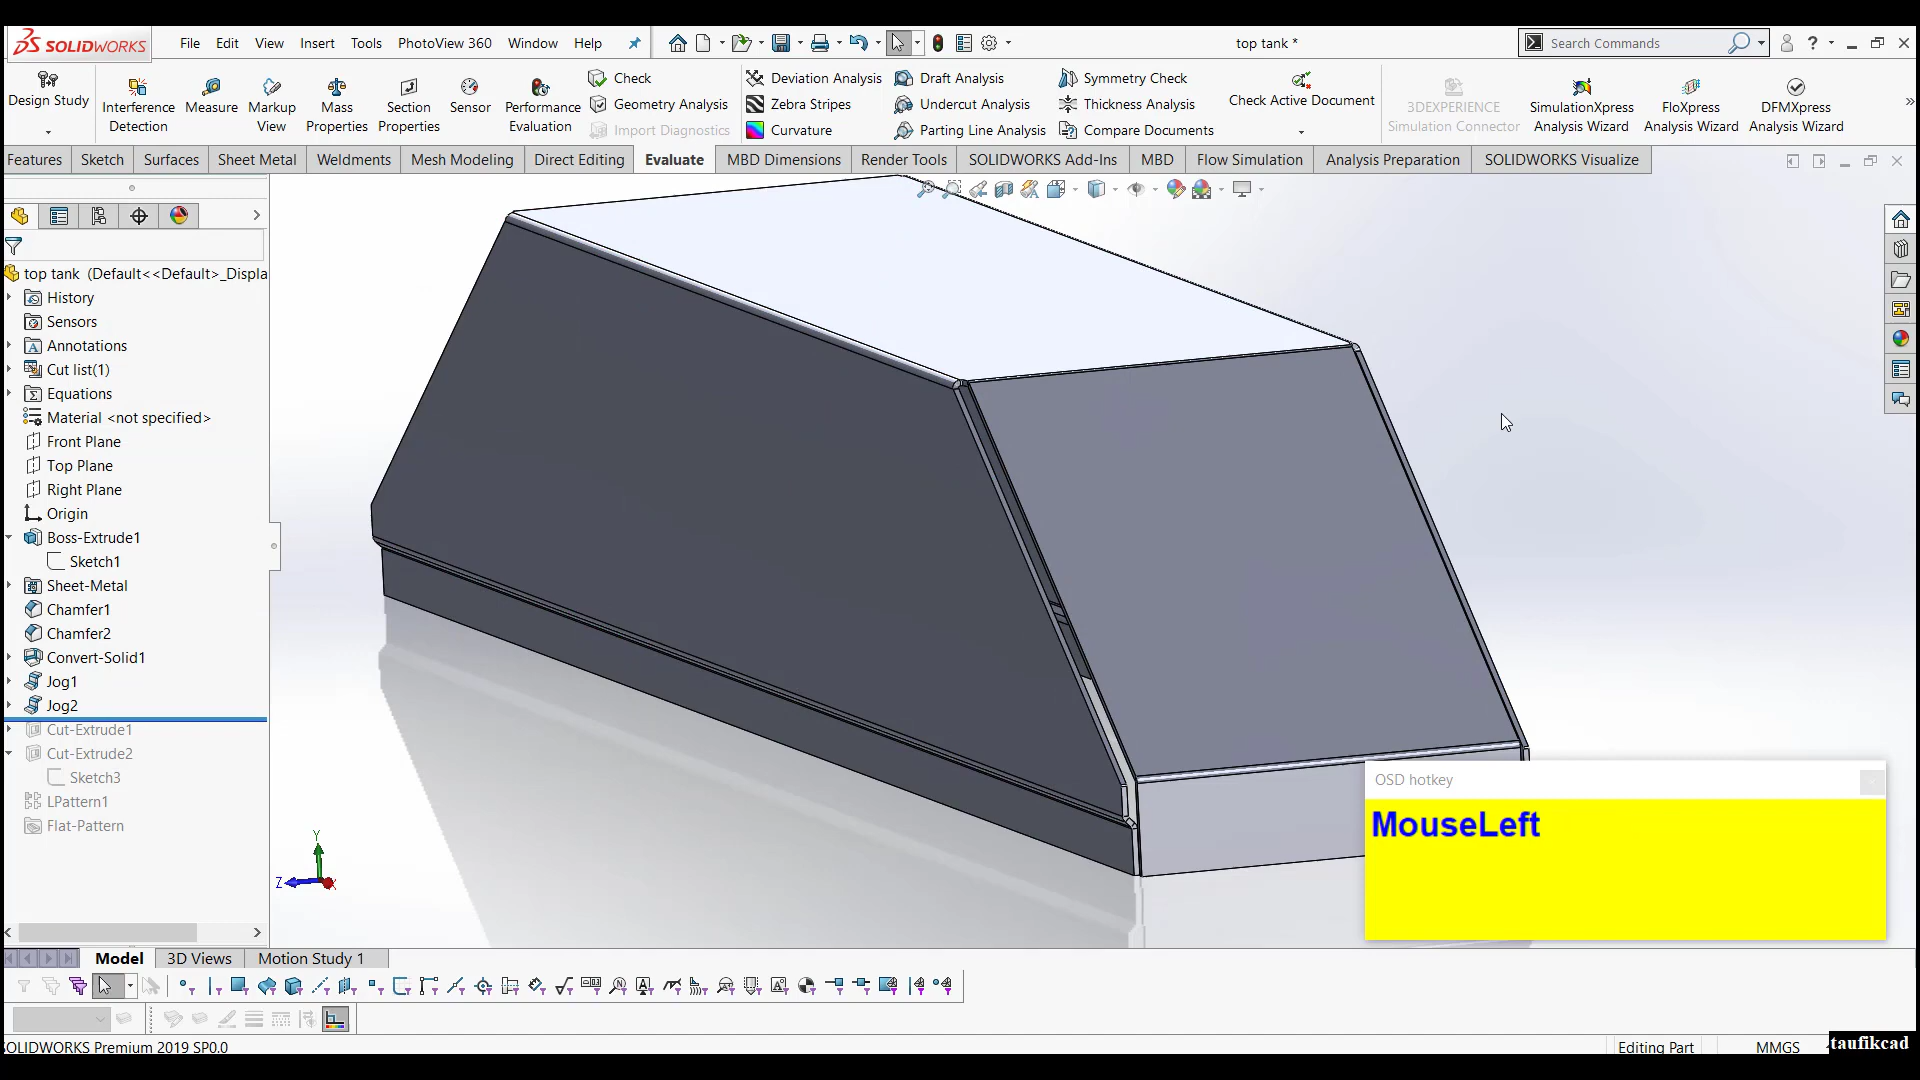 SOLIDWORKS File Edit View Insert Tools PhotoView 360 Window Help top tank * Search Commands
Design Study Interference Detection Measure Markup View Mass Properties Section Properties Sensor Performance Evaluation
Check
Geometry Analysis
Import Diagnostics
Deviation Analysis
Zebra Stripes
Curvature
Draft Analysis
Undercut Analysis
Parting Line Analysis
Symmetry Check
Thickness Analysis
Compare Documents
Check Active Document
3DEXPERIENCE Simulation Connector
SimulationXpress Analysis Wizard
FloXpress Analysis Wizard
DFMXpress Analysis Wizard
Features Sketch Surfaces Sheet Metal Weldments Mesh Modeling Direct Editing Evaluate MBD Dimensions Render Tools SOLIDWORKS Add-Ins MBD Flow Simulation Analysis Preparation SOLIDWORKS Visualize
top tank (Default<<Default>_Displa
History
Sensors
Annotations
Cut list(1)
Equations
Material <not specified>
Front Plane
Top Plane
Right Plane
Origin
Boss-Extrude1
Sketch1
Sheet-Metal
Chamfer1
Chamfer2
Convert-Solid1
Jog1
Jog2
Cut-Extrude1
Cut-Extrude2
Sketch3
LPattern1
Flat-Pattern
Y
Z
OSD hotkey
MouseLeft
Model 3D Views Motion Study 1
SOLIDWORKS Premium 2019 SP0.0 Editing Part MMGS
taufikcad